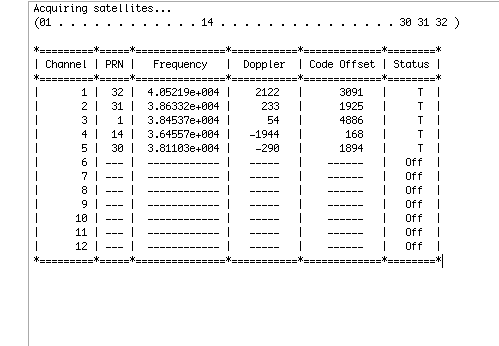 Acquiring satellites...
(01 . . . . . . . . . . . . 14 . . . . . . . . . . . . . . . 30 31 32 )
*=========*=====*==============*===========*=============*========*
| Channel | PRN | Frequency | Doppler | Code Offset | Status |
*=========*=====*==============*===========*=============*========*
| 1 | 32 | 4.05219e+004 | 2122 | 3091 | T |
| 2 | 31 | 3.86332e+004 | 233 | 1925 | T |
| 3 | 1 | 3.84537e+004 | 54 | 4886 | T |
| 4 | 14 | 3.64557e+004 | -1944 | 168 | T |
| 5 | 30 | 3.81103e+004 | -290 | 1894 | T |
| 6 | --- | ------------ | ----- | ------ | Off |
| 7 | --- | ------------ | ----- | ------ | Off |
| 8 | --- | ------------ | ----- | ------ | Off |
| 9 | --- | ------------ | ----- | ------ | Off |
| 10 | --- | ------------ | ----- | ------ | Off |
| 11 | --- | ------------ | ----- | ------ | Off |
| 12 | --- | ------------ | ----- | ------ | Off |
*=========*=====*==============*===========*=============*========*